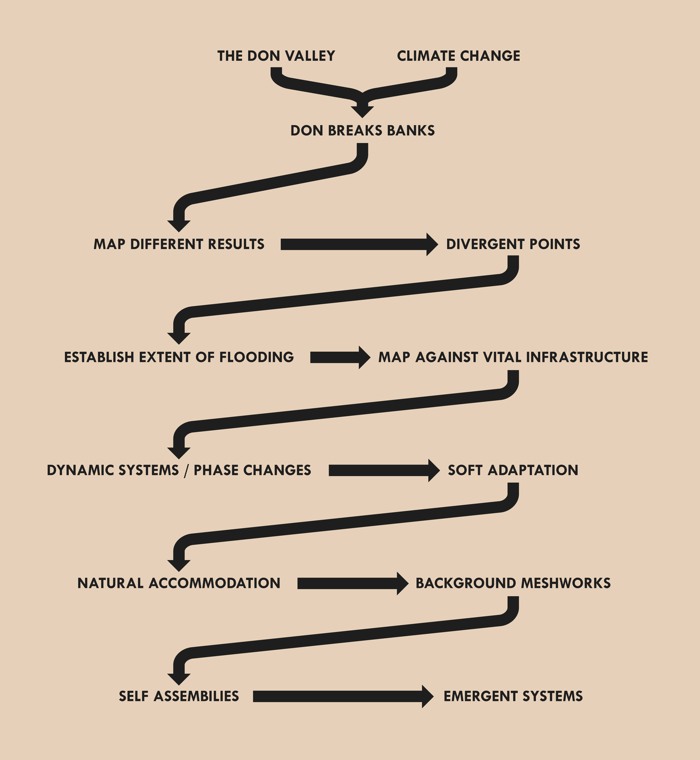 THE DON VALLEY
CLIMATE CHANGE
DON BREAKS BANKS
MAP DIFFERENT RESULTS
DIVERGENT POINTS
ESTABLISH EXTENT OF FLOODING
MAP AGAINST VITAL INFRASTRUCTURE
DYNAMIC SYSTEMS / PHASE CHANGES
SOFT ADAPTATION
NATURAL ACCOMMODATION
BACKGROUND MESHWORKS
SELF ASSEMBILIES
EMERGENT SYSTEMS